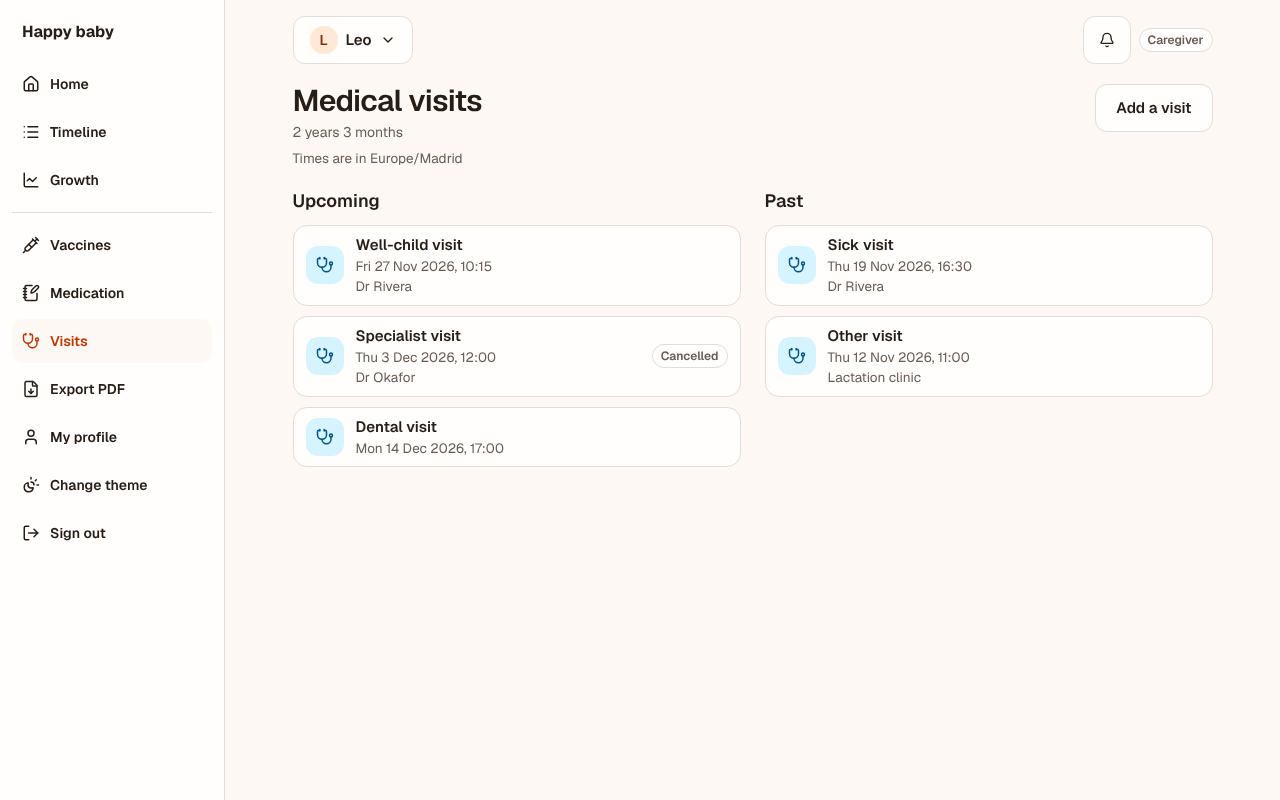 Happy baby
Home
Timeline
Growth
Vaccines
Medication
Visits
Export PDF
My profile
Change theme
Sign out
L Leo
Caregiver
Medical visits
2 years 3 months
Times are in Europe/Madrid
Add a visit
Upcoming
Well-child visit
Fri 27 Nov 2026, 10:15
Dr Rivera
Specialist visit
Thu 3 Dec 2026, 12:00
Dr Okafor
Cancelled
Dental visit
Mon 14 Dec 2026, 17:00
Past
Sick visit
Thu 19 Nov 2026, 16:30
Dr Rivera
Other visit
Thu 12 Nov 2026, 11:00
Lactation clinic